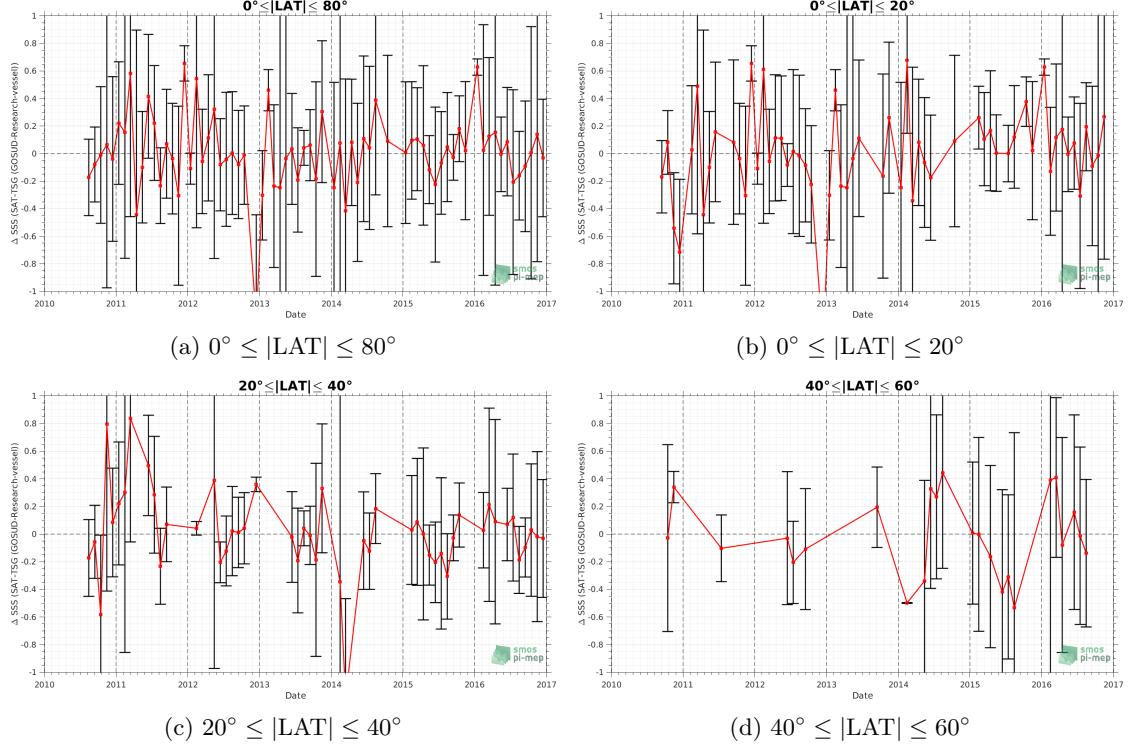 0°≤|LAT|≤ 80°
Δ SSS (SAT-TSG (GOSUD-Research-vessel))
1
0.8
0.6
0.4
0.2
0
-0.2
-0.4
-0.6
-0.8
-1
2010 2011 2012 2013 2014 2015 2016 2017
Date
smos
pi-mep
(a) 0° ≤ |LAT| ≤ 80°
0°≤|LAT|≤ 20°
Δ SSS (SAT-TSG (GOSUD-Research-vessel))
1
0.8
0.6
0.4
0.2
0
-0.2
-0.4
-0.6
-0.8
-1
2010 2011 2012 2013 2014 2015 2016 2017
Date
smos
pi-mep
(b) 0° ≤ |LAT| ≤ 20°
20°≤|LAT|≤ 40°
Δ SSS (SAT-TSG (GOSUD-Research-vessel))
1
0.8
0.6
0.4
0.2
0
-0.2
-0.4
-0.6
-0.8
-1
2010 2011 2012 2013 2014 2015 2016 2017
Date
smos
pi-mep
(c) 20° ≤ |LAT| ≤ 40°
40°≤|LAT|≤ 60°
Δ SSS (SAT-TSG (GOSUD-Research-vessel))
1
0.8
0.6
0.4
0.2
0
-0.2
-0.4
-0.6
-0.8
-1
2010 2011 2012 2013 2014 2015 2016 2017
Date
smos
pi-mep
(d) 40° ≤ |LAT| ≤ 60°